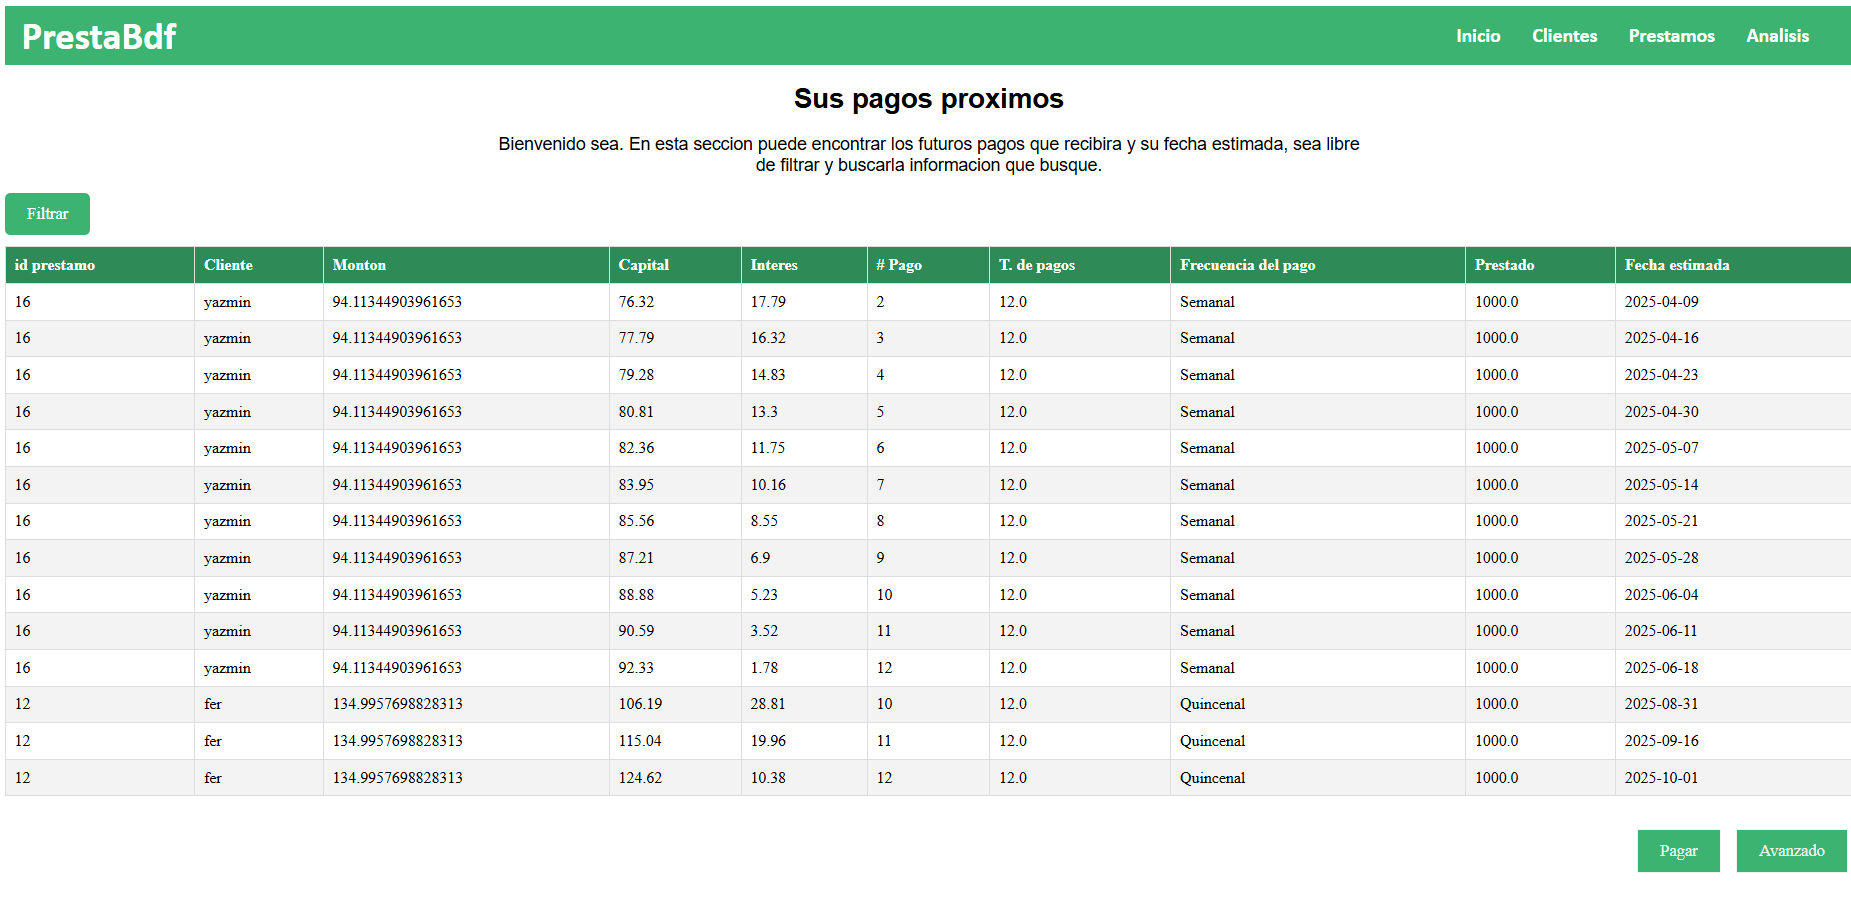 PrestaBdf Inicio Clientes Prestamos Analisis
Sus pagos proximos
Bienvenido sea. En esta seccion puede encontrar los futuros pagos que recibira y su fecha estimada, sea libre
de filtrar y buscarla informacion que busque.
Filtrar
id prestamo Cliente Monton Capital Interes # Pago T. de pagos Frecuencia del pago Prestado Fecha estimada
16 yazmin 94.11344903961653 76.32 17.79 2 12.0 Semanal 1000.0 2025-04-09
16 yazmin 94.11344903961653 77.79 16.32 3 12.0 Semanal 1000.0 2025-04-16
16 yazmin 94.11344903961653 79.28 14.83 4 12.0 Semanal 1000.0 2025-04-23
16 yazmin 94.11344903961653 80.81 13.3 5 12.0 Semanal 1000.0 2025-04-30
16 yazmin 94.11344903961653 82.36 11.75 6 12.0 Semanal 1000.0 2025-05-07
16 yazmin 94.11344903961653 83.95 10.16 7 12.0 Semanal 1000.0 2025-05-14
16 yazmin 94.11344903961653 85.56 8.55 8 12.0 Semanal 1000.0 2025-05-21
16 yazmin 94.11344903961653 87.21 6.9 9 12.0 Semanal 1000.0 2025-05-28
16 yazmin 94.11344903961653 88.88 5.23 10 12.0 Semanal 1000.0 2025-06-04
16 yazmin 94.11344903961653 90.59 3.52 11 12.0 Semanal 1000.0 2025-06-11
16 yazmin 94.11344903961653 92.33 1.78 12 12.0 Semanal 1000.0 2025-06-18
12 fer 134.9957698828313 106.19 28.81 10 12.0 Quincenal 1000.0 2025-08-31
12 fer 134.9957698828313 115.04 19.96 11 12.0 Quincenal 1000.0 2025-09-16
12 fer 134.9957698828313 124.62 10.38 12 12.0 Quincenal 1000.0 2025-10-01
Pagar Avanzado